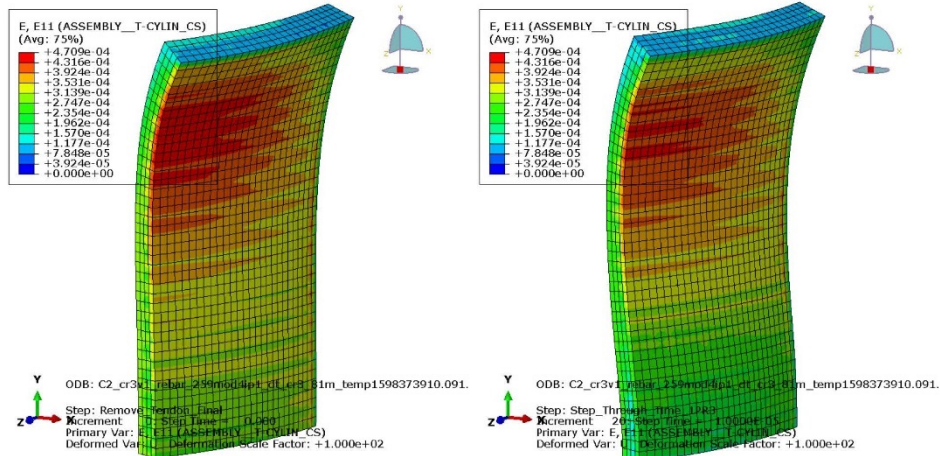 E, E11 (ASSEMBLY__T-CYLIN_CS)
(Avg: 75%)
+4.709e-04
+4.316e-04
+3.924e-04
+3.531e-04
+3.139e-04
+2.747e-04
+2.354e-04
+1.962e-04
+1.570e-04
+1.177e-04
+7.848e-05
+3.924e-05
+0.000e+00
Y
X
Y
Z
X
ODB: C2_cr3v1_rebar_259mod4lp1_dt_cr3_81m_temp1598373910.091.
Step: Remove_Tendon_Final
Increment Step Time = 0.000
Primary Var: E, E11 (ASSEMBLY__T-CYLIN_CS)
Deformed Var: Deformation Scale Factor: +1.000e+02
E, E11 (ASSEMBLY__T-CYLIN_CS)
(Avg: 75%)
+4.709e-04
+4.316e-04
+3.924e-04
+3.531e-04
+3.139e-04
+2.747e-04
+2.354e-04
+1.962e-04
+1.570e-04
+1.177e-04
+7.848e-05
+3.924e-05
+0.000e+00
Y
X
Y
Z
X
ODB: C2_cr3v1_rebar_259mod4lp1_dt_cr3_81m_temp1598373910.091.
Step: Step_Through_Time_LPR3
Increment 20: Step Time =
Primary Var: E, E11 (ASSEMBLY__T-CYLIN_CS)
Deformed Var: U Deformation Scale Factor: +1.000e+02